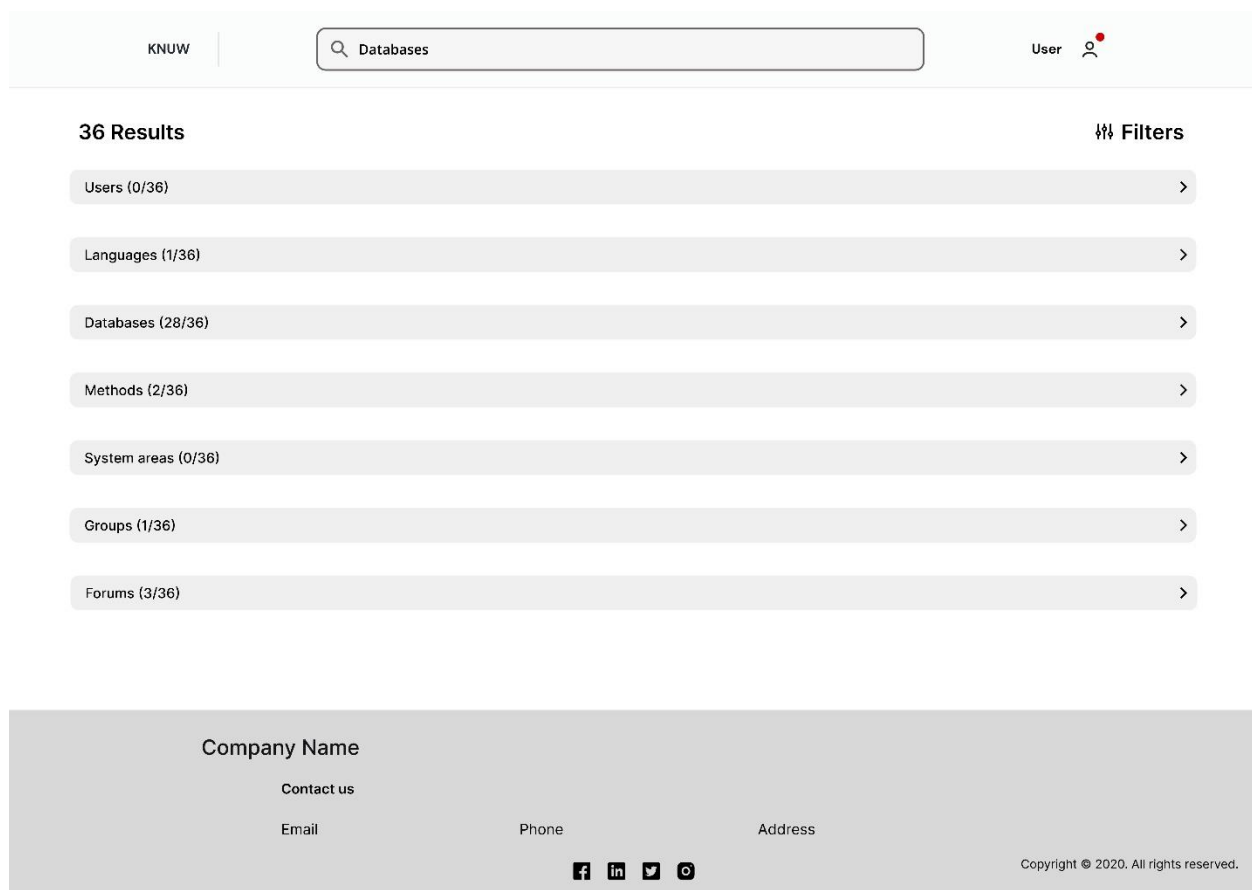 KNUW
Databases
User
36 Results
Filters
Users (0/36)
Languages (1/36)
Databases (28/36)
Methods (2/36)
System areas (0/36)
Groups (1/36)
Forums (3/36)
Company Name
Contact us
Email Phone Address
Copyright © 2020. All rights reserved.